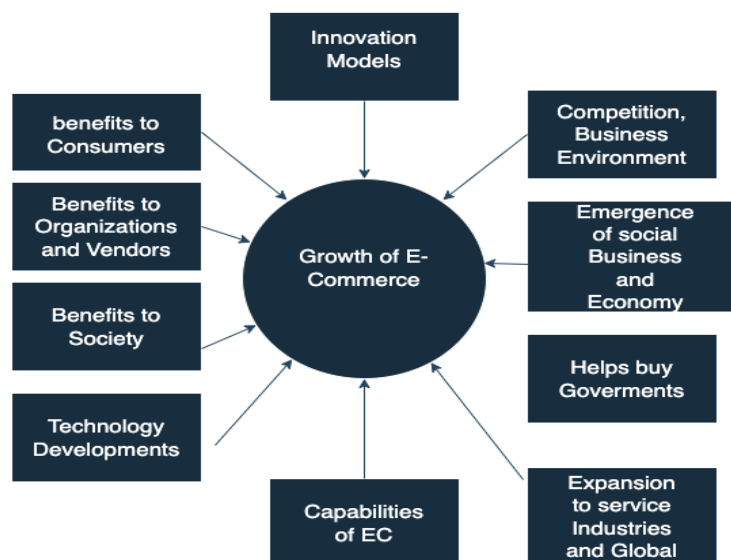 Innovation
Models
benefits to
Consumers
Competition,
Business
Environment
Benefits to
Organizations
and Vendors
Emergence
of social
Business
and
Economy
Growth of E-
Commerce
Benefits to
Society
Helps buy
Goverments
Technology
Developments
Capabilities
of EC
Expansion
to service
Industries
and Global